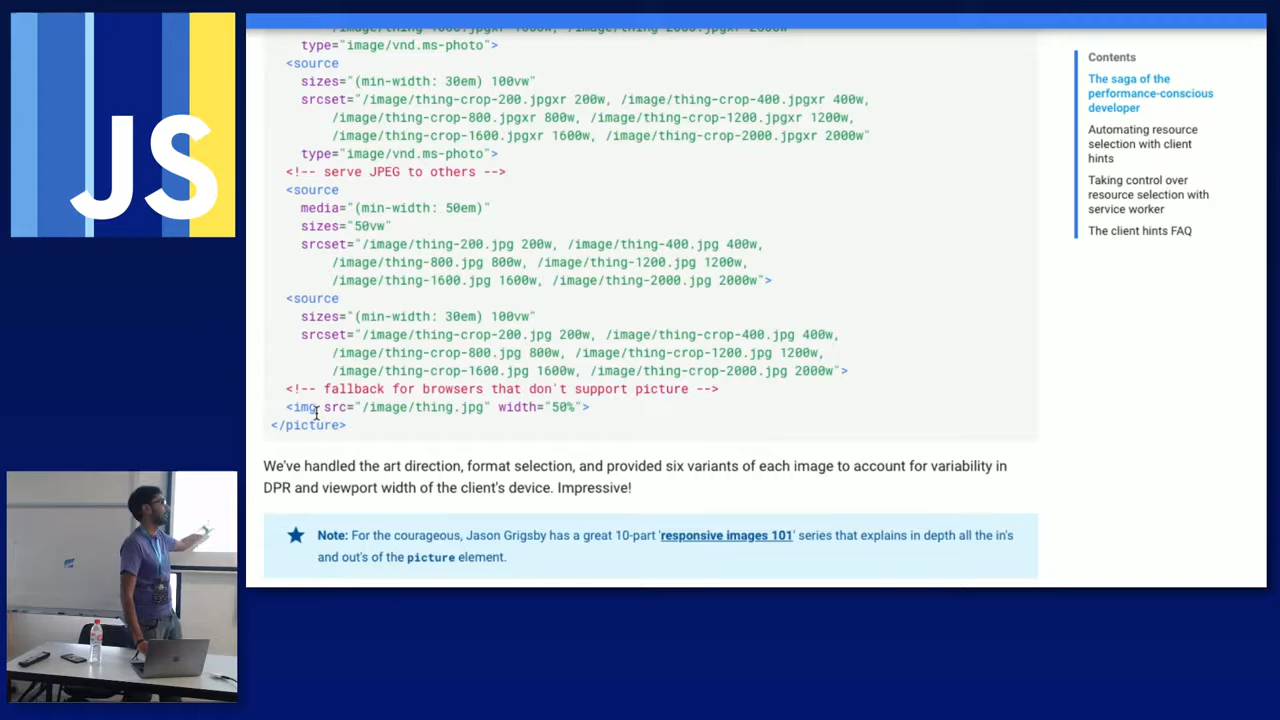 JS
type="image/vnd.ms-photo">
<source
sizes="(min-width: 30em) 100vw"
srcset="/image/thing-crop-200.jpgxr 200w, /image/thing-crop-400.jpgxr 400w,
/image/thing-crop-800.jpgxr 800w, /image/thing-crop-1200.jpgxr 1200w,
/image/thing-crop-1600.jpgxr 1600w, /image/thing-crop-2000.jpgxr 2000w"
type="image/vnd.ms-photo">
<!-- serve JPEG to others -->
<source
media="(min-width: 50em)"
sizes="50vw"
srcset="/image/thing-200.jpg 200w, /image/thing-400.jpg 400w,
/image/thing-800.jpg 800w, /image/thing-1200.jpg 1200w,
/image/thing-1600.jpg 1600w, /image/thing-2000.jpg 2000w">
<source
sizes="(min-width: 30em) 100vw"
srcset="/image/thing-crop-200.jpg 200w, /image/thing-crop-400.jpg 400w,
/image/thing-crop-800.jpg 800w, /image/thing-crop-1200.jpg 1200w,
/image/thing-crop-1600.jpg 1600w, /image/thing-crop-2000.jpg 2000w">
<!-- fallback for browsers that don't support picture -->
<img src="/image/thing.jpg" width="50%">
</picture>
We've handled the art direction, format selection, and provided six variants of each image to account for variability in
DPR and viewport width of the client's device. Impressive!
Note: For the courageous, Jason Grigsby has a great 10-part 'responsive images 101' series that explains in depth all the in's
and out's of the picture element.
Contents
The saga of the
performance-conscious
developer
Automating resource
selection with client
hints
Taking control over
resource selection with
service worker
The client hints FAQ